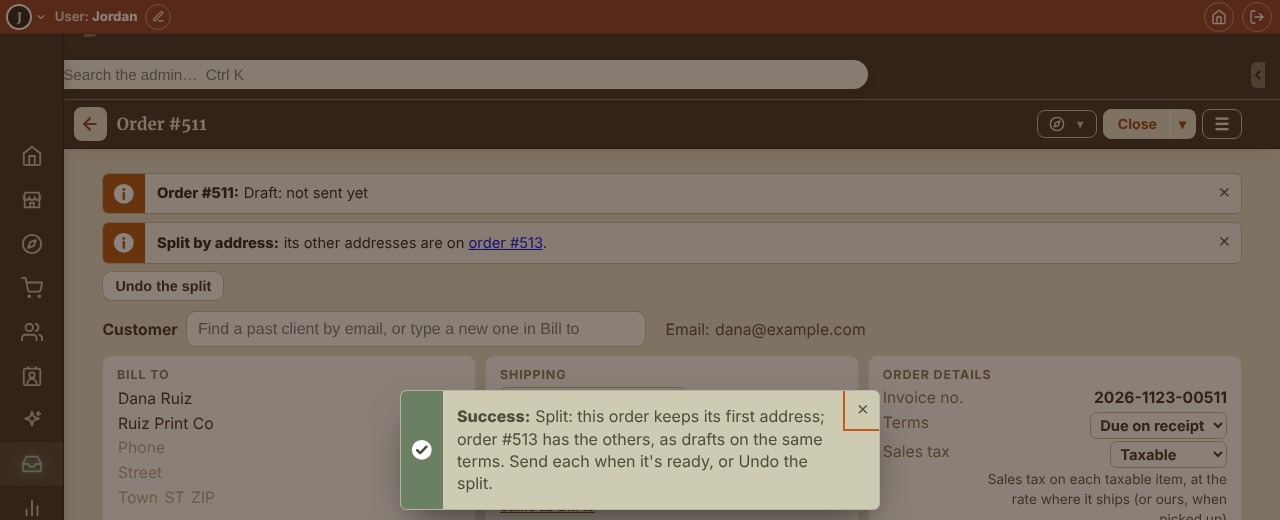 J User: Jordan
Search the admin… Ctrl K
Order #511
Close
Order #511: Draft: not sent yet
Split by address: its other addresses are on order #513.
Undo the split
Customer Find a past client by email, or type a new one in Bill to Email: dana@example.com
BILL TO
Dana Ruiz
Ruiz Print Co
Phone
Street
Town ST ZIP
SHIPPING
Success: Split: this order keeps its first address;
order #513 has the others, as drafts on the same
terms. Send each when it's ready, or Undo the
split.
ORDER DETAILS
Invoice no. 2026-1123-00511
Terms Due on receipt
Sales tax Taxable
Sales tax on each taxable item, at the
rate where it ships (or ours, when
picked up)